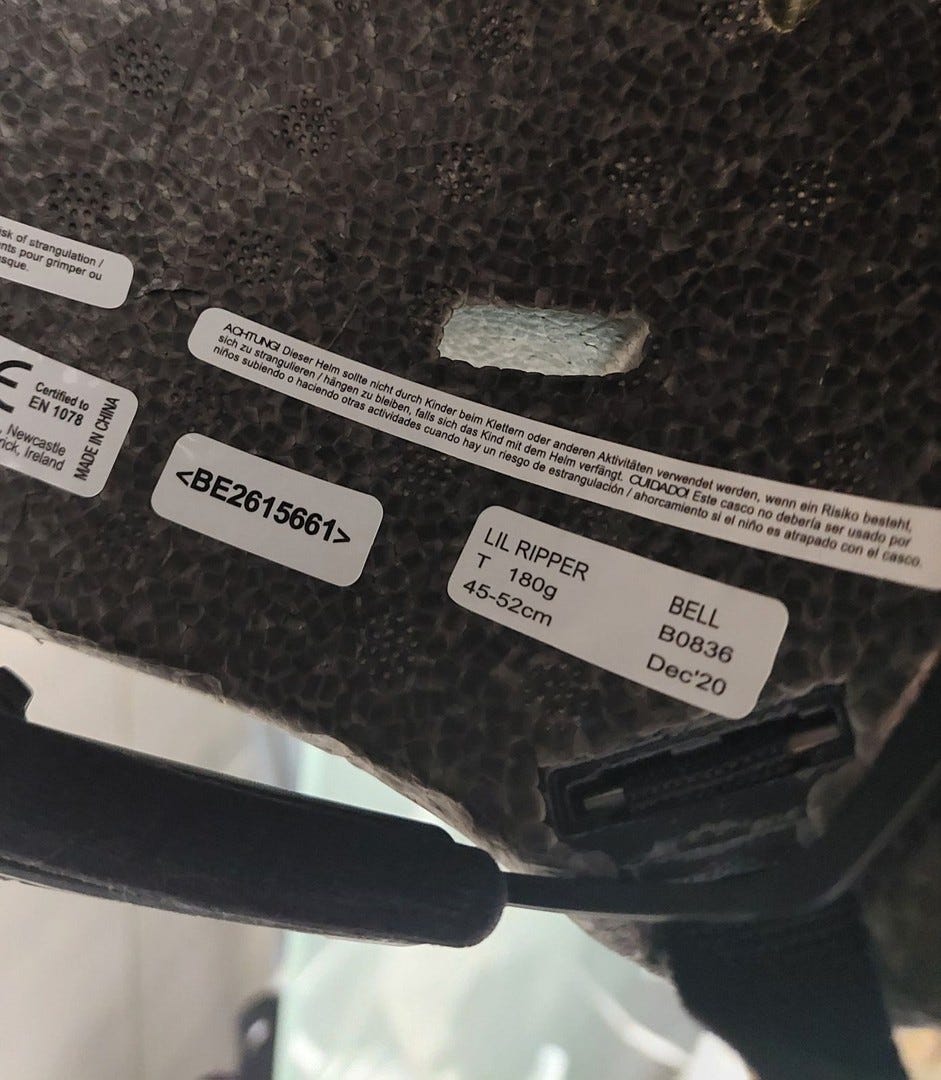 isk of strangulation /
nts pour grimper ou
sque.
CE
Certified to
EN 1078
, Newcastle
rick, Ireland
MADE IN CHINA
ACHTUNG! Dieser Helm sollte nicht durch Kinder beim Klettern oder anderen Aktivitäten verwendet werden, wenn ein Risiko besteht,
sich zu strangulieren / hängen zu bleiben, falls sich das Kind mit dem Helm verfängt. CUIDADO! Este casco no debería ser usado por
niños subiendo o haciendo otras actividades cuando hay un riesgo de estrangulación / ahorcamiento si el niño es atrapado con el casco.
<BE2615661>
LIL RIPPER
T 180g
45-52cm
BELL
B0836
Dec'20